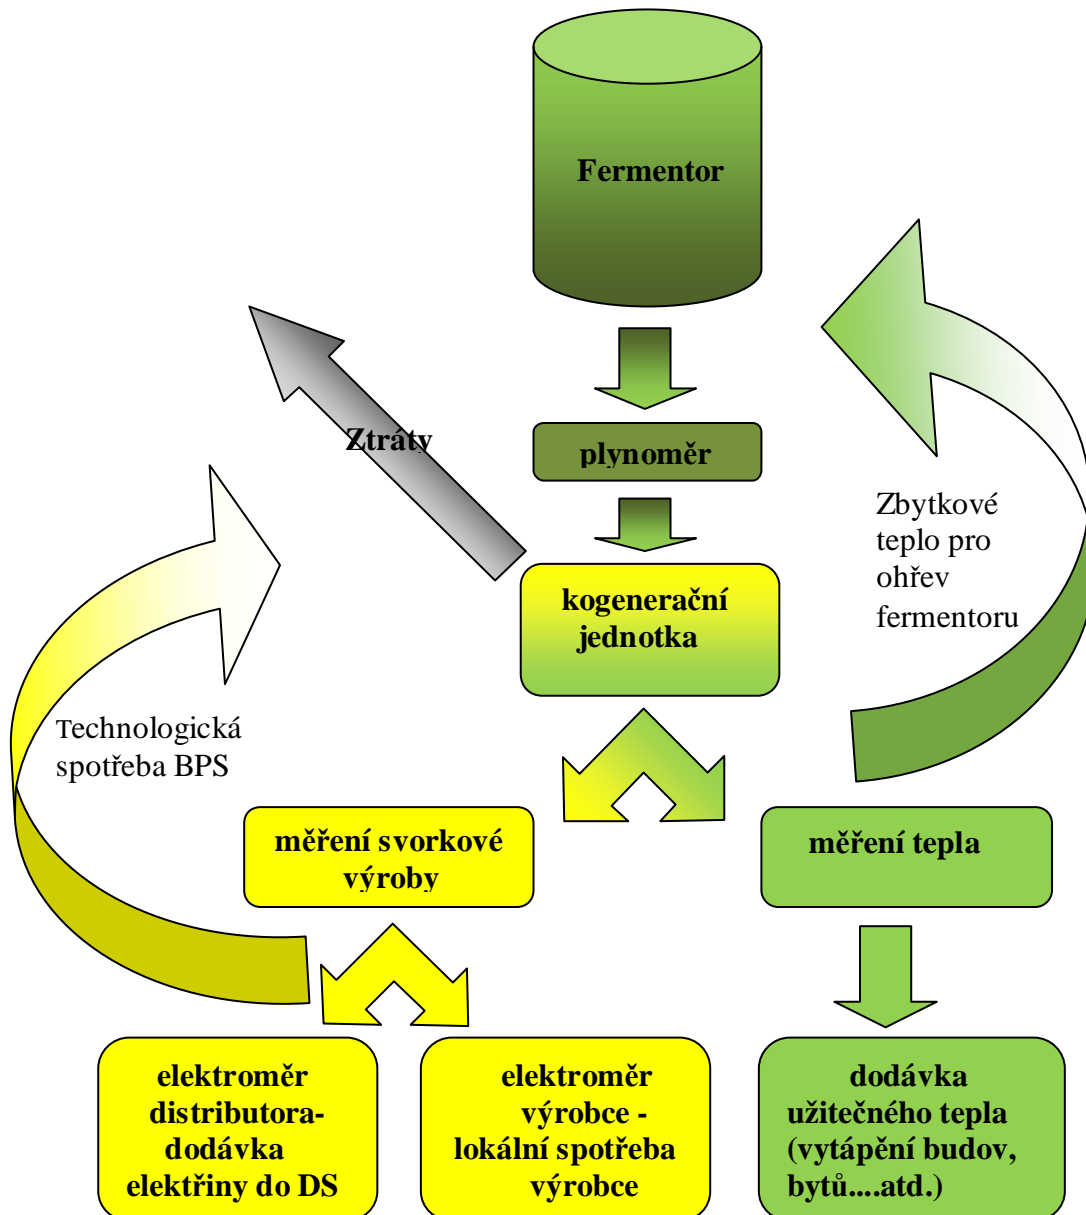 Fermentor
Ztráty
plynoměr
Zbytkové
teplo pro
ohřev
fermentoru
kogenerační
jednotka
Technologická
spotřeba BPS
měření svorkové
výroby
měření tepla
elektroměr
distributora-
dodávka
elektřiny do DS
elektroměr
výrobce -
lokální spotřeba
výrobce
dodávka
užitečného tepla
(vytápění budov,
bytů....atd.)